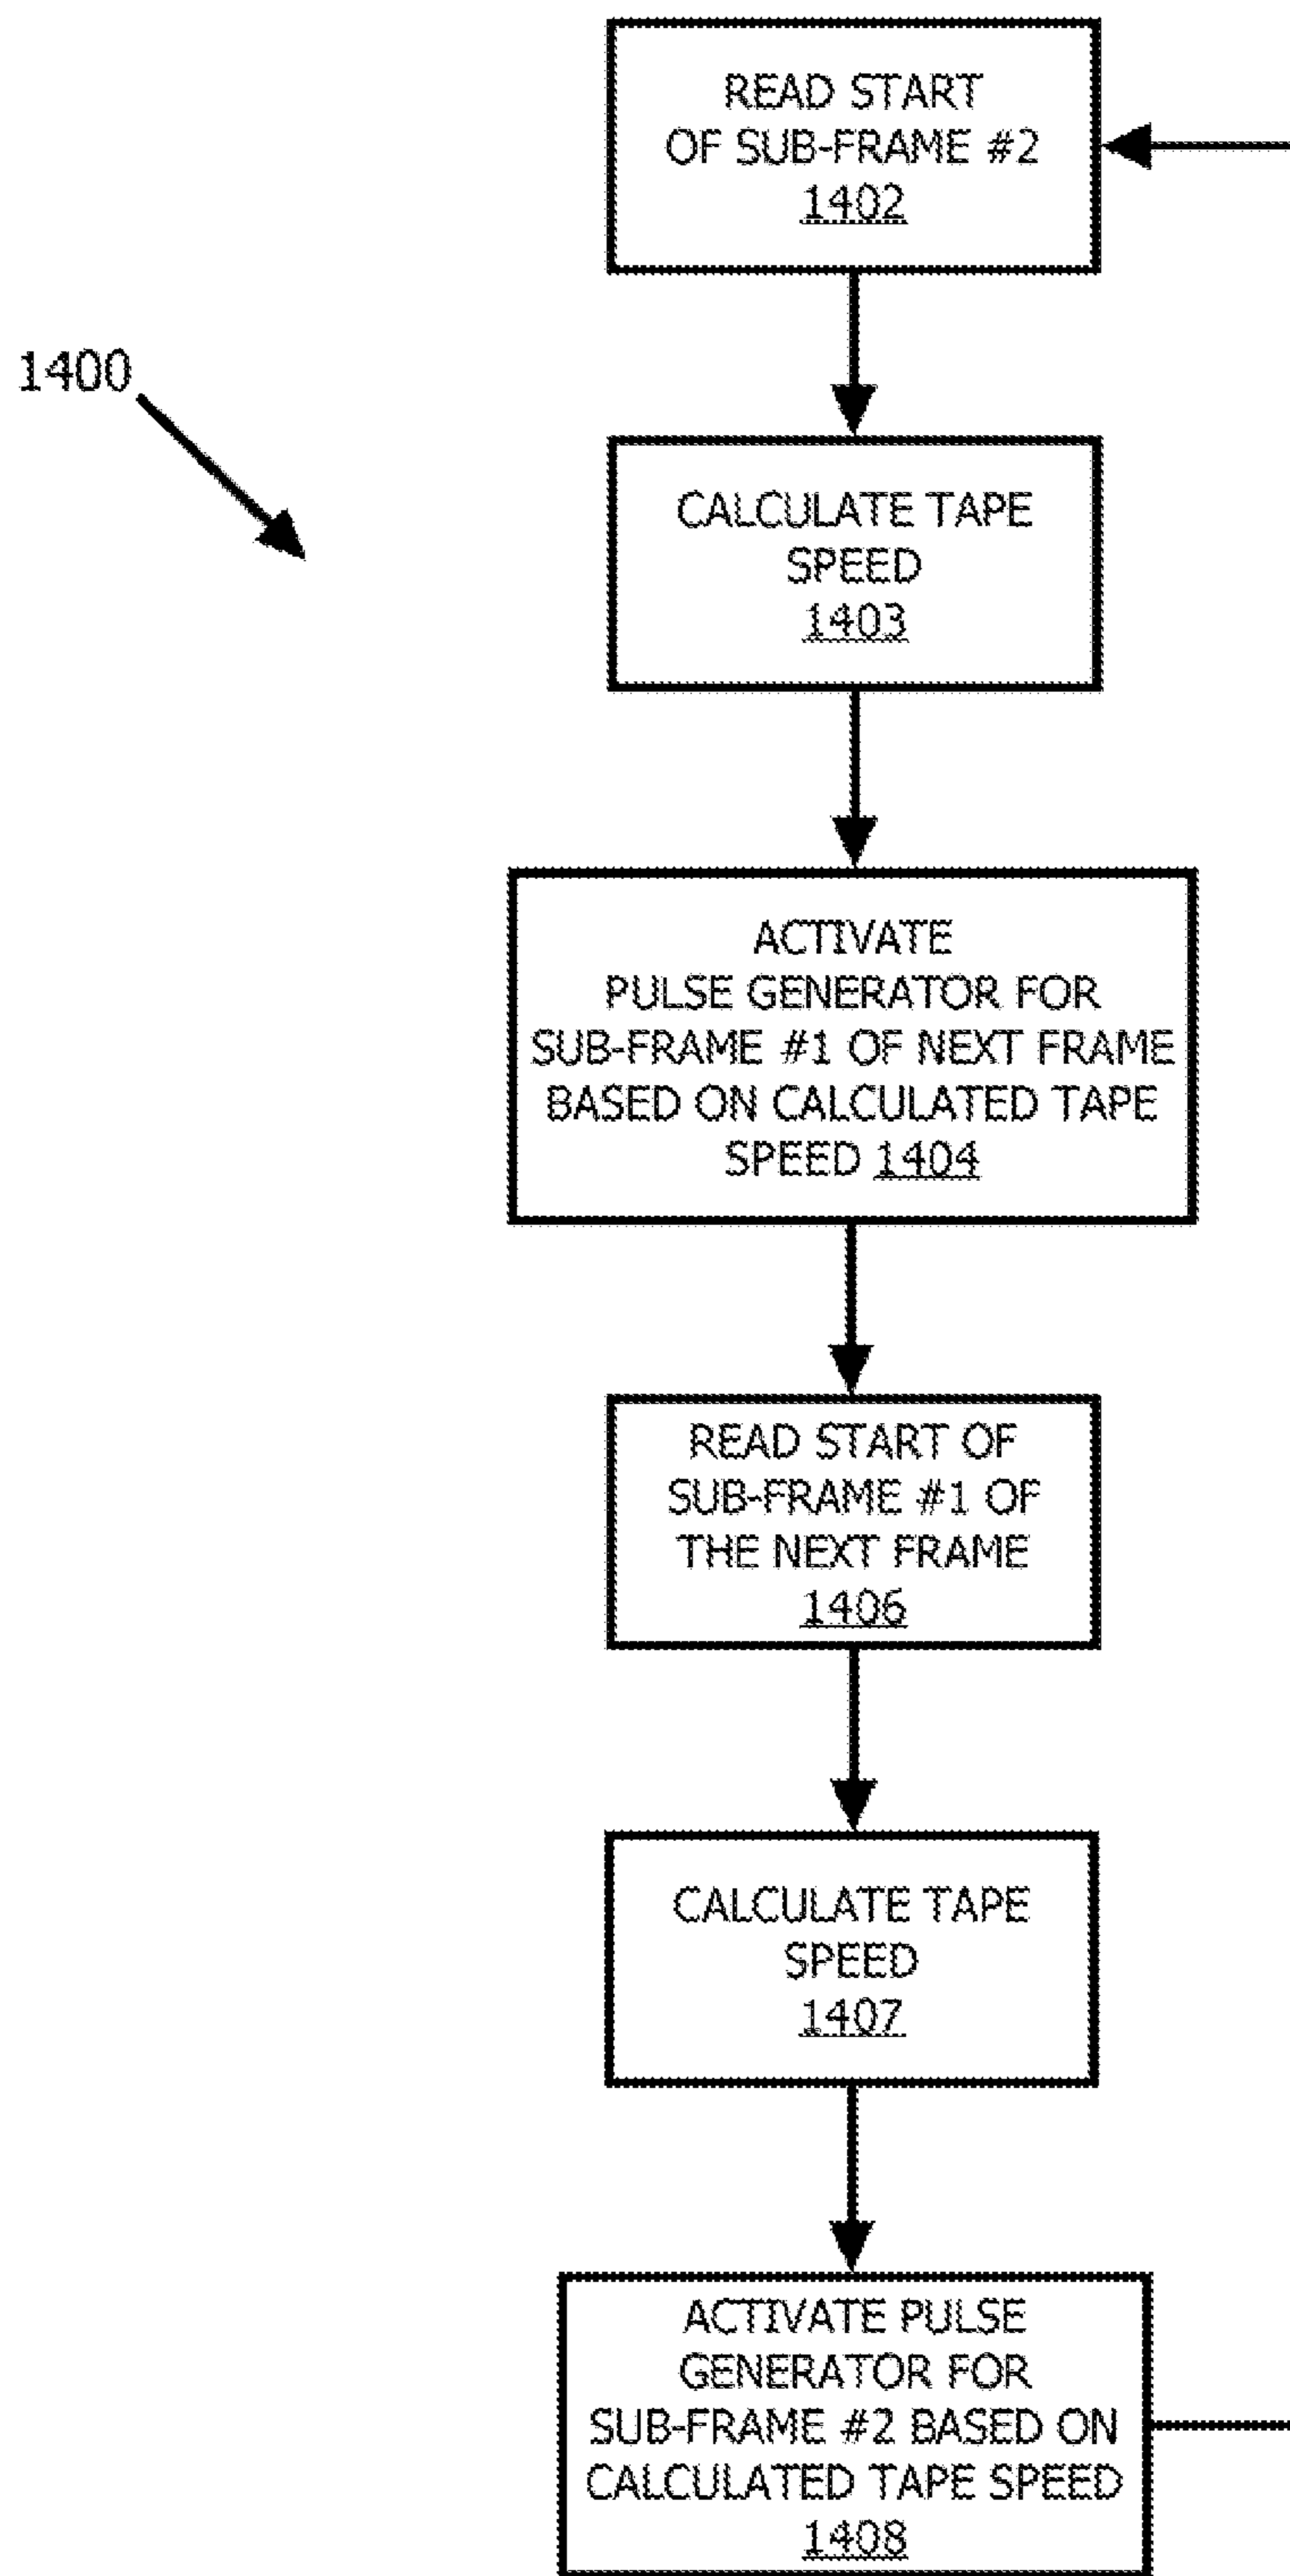 READ START
OF SUB-FRAME #2
1402
1400
CALCULATE TAPE
SPEED
1403
ACTIVATE
PULSE GENERATOR FOR
SUB-FRAME #1 OF NEXT FRAME
BASED ON CALCULATED TAPE
SPEED 1404
READ START OF
SUB-FRAME #1 OF
THE NEXT FRAME
1406
CALCULATE TAPE
SPEED
1407
ACTIVATE PULSE
GENERATOR FOR
SUB-FRAME #2 BASED ON
CALCULATED TAPE SPEED
1408